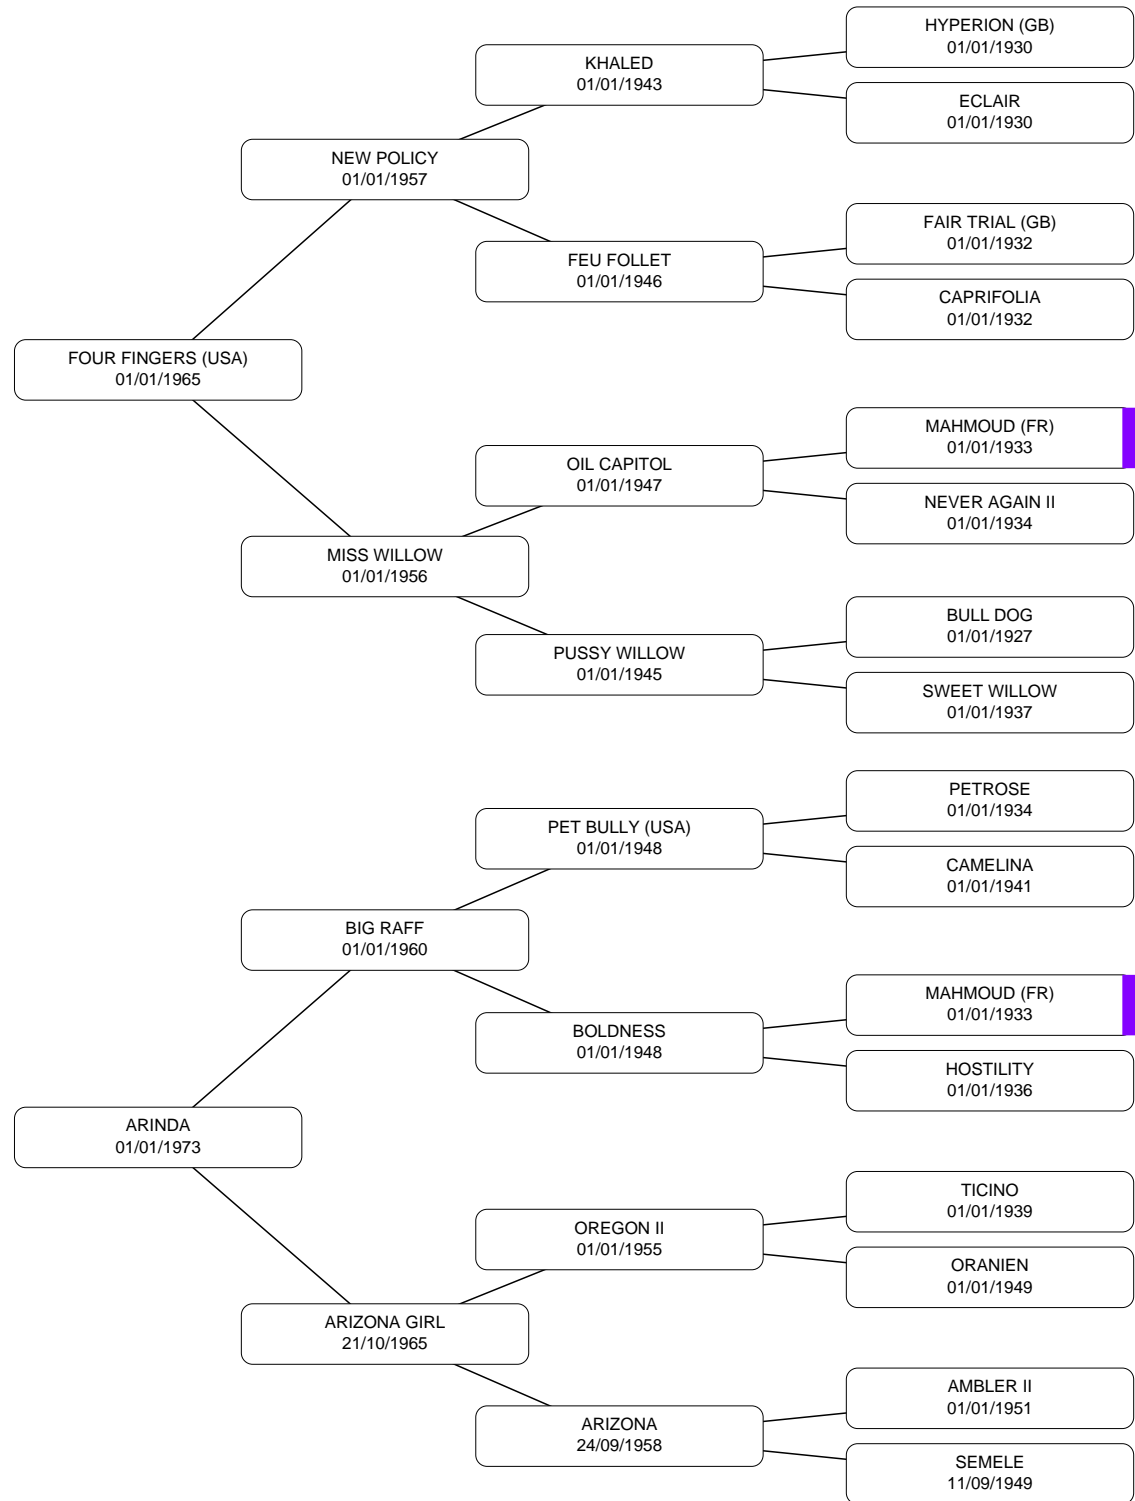 HYPERION (GB)
01/01/1930
KHALED
01/01/1943
ECLAIR
01/01/1930
NEW POLICY
01/01/1957
FAIR TRIAL (GB)
01/01/1932
FEU FOLLET
01/01/1946
CAPRIFOLIA
01/01/1932
FOUR FINGERS (USA)
01/01/1965
MAHMOUD (FR)
01/01/1933
OIL CAPITOL
01/01/1947
NEVER AGAIN II
01/01/1934
MISS WILLOW
01/01/1956
BULL DOG
01/01/1927
PUSSY WILLOW
01/01/1945
SWEET WILLOW
01/01/1937
PETROSE
01/01/1934
PET BULLY (USA)
01/01/1948
CAMELINA
01/01/1941
BIG RAFF
01/01/1960
MAHMOUD (FR)
01/01/1933
BOLDNESS
01/01/1948
HOSTILITY
01/01/1936
ARINDA
01/01/1973
TICINO
01/01/1939
OREGON II
01/01/1955
ORANIEN
01/01/1949
ARIZONA GIRL
21/10/1965
AMBLER II
01/01/1951
ARIZONA
24/09/1958
SEMELE
11/09/1949